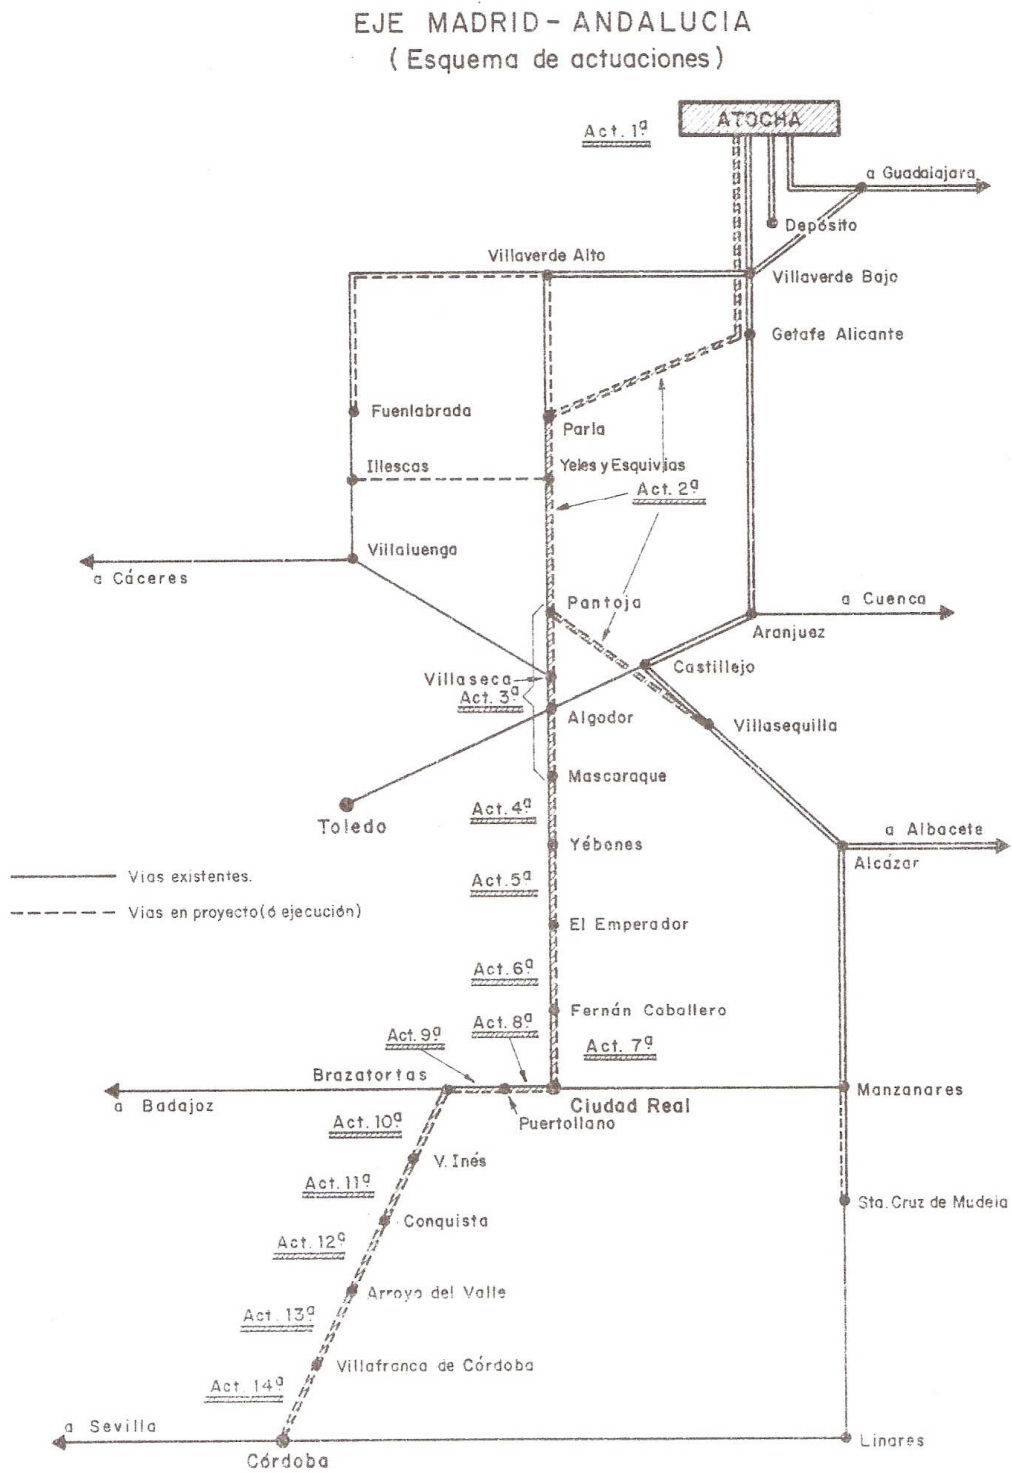 EJE MADRID - ANDALUCIA
( Esquema de actuaciones )
ATOCHA
Act. 1ª
a Guadalajara
Depósito
Villaverde Alto
Villaverde Bajo
Getafe Alicante
Fuenlabrada
Parla
Illescas
Yeles y Esquivias
Act. 2ª
Villaluenga
a Cáceres
Pantoja
a Cuenca
Aranjuez
Villaseca
Castillejo
Act. 3ª
Algodor
Villasequilla
Mascaraque
Toledo
Act. 4ª
a Albacete
Yébenes
Alcázar
Vias existentes.
Act. 5ª
Vias en proyecto (ó ejecución)
El Emperador
Act. 6ª
Fernán Caballero
Act. 8ª
Act. 9ª
Act. 7ª
Brazatortas
a Badajoz
Ciudad Real
Manzanares
Puertollano
Act. 10ª
V. Inés
Act. 11ª
Sta. Cruz de Mudela
Conquista
Act. 12ª
Arroyo del Valle
Act. 13ª
Villafranca de Córdoba
Act. 14ª
a Sevilla
Linares
Córdoba